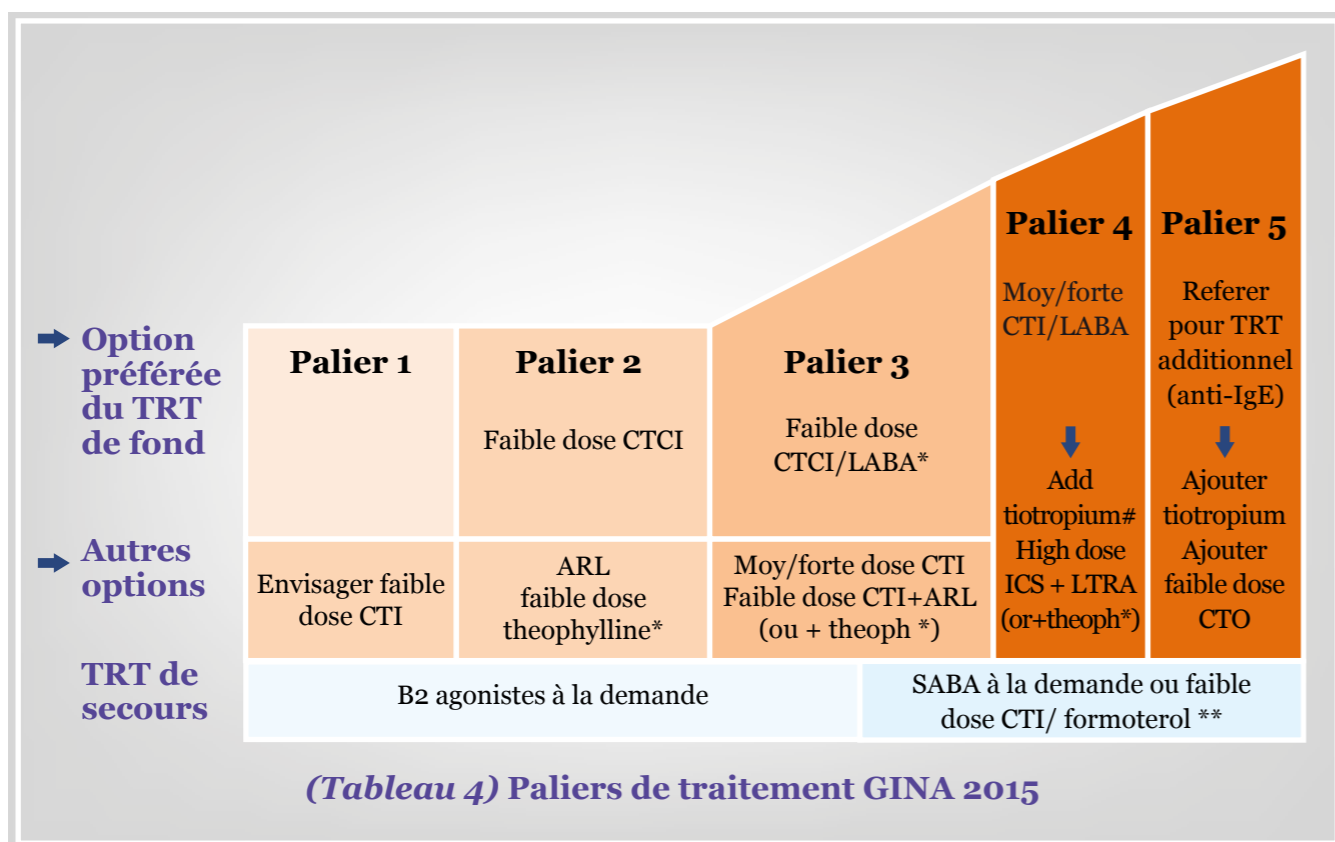 Option
préférée
du TRT
de fond
Palier 1
Palier 2
Faible dose CTCI
Palier 3
Faible dose
CTCI/LABA*
Palier 4
Moy/forte
CTI/LABA
Palier 5
Referer
pour TRT
additionnel
(anti-IgE)
Autres
options
Envisager faible
dose CTI
ARL
faible dose
theophylline*
Moy/forte dose CTI
Faible dose CTI+ARL
(ou + theoph *)
Add
tiotropium#
High dose
ICS + LTRA
(or+theoph*)
Ajouter
tiotropium
Ajouter
faible dose
CTO
TRT de
secours
B2 agonistes à la demande
SABA à la demande ou faible
dose CTI/ formoterol **
(Tableau 4) Paliers de traitement GINA 2015